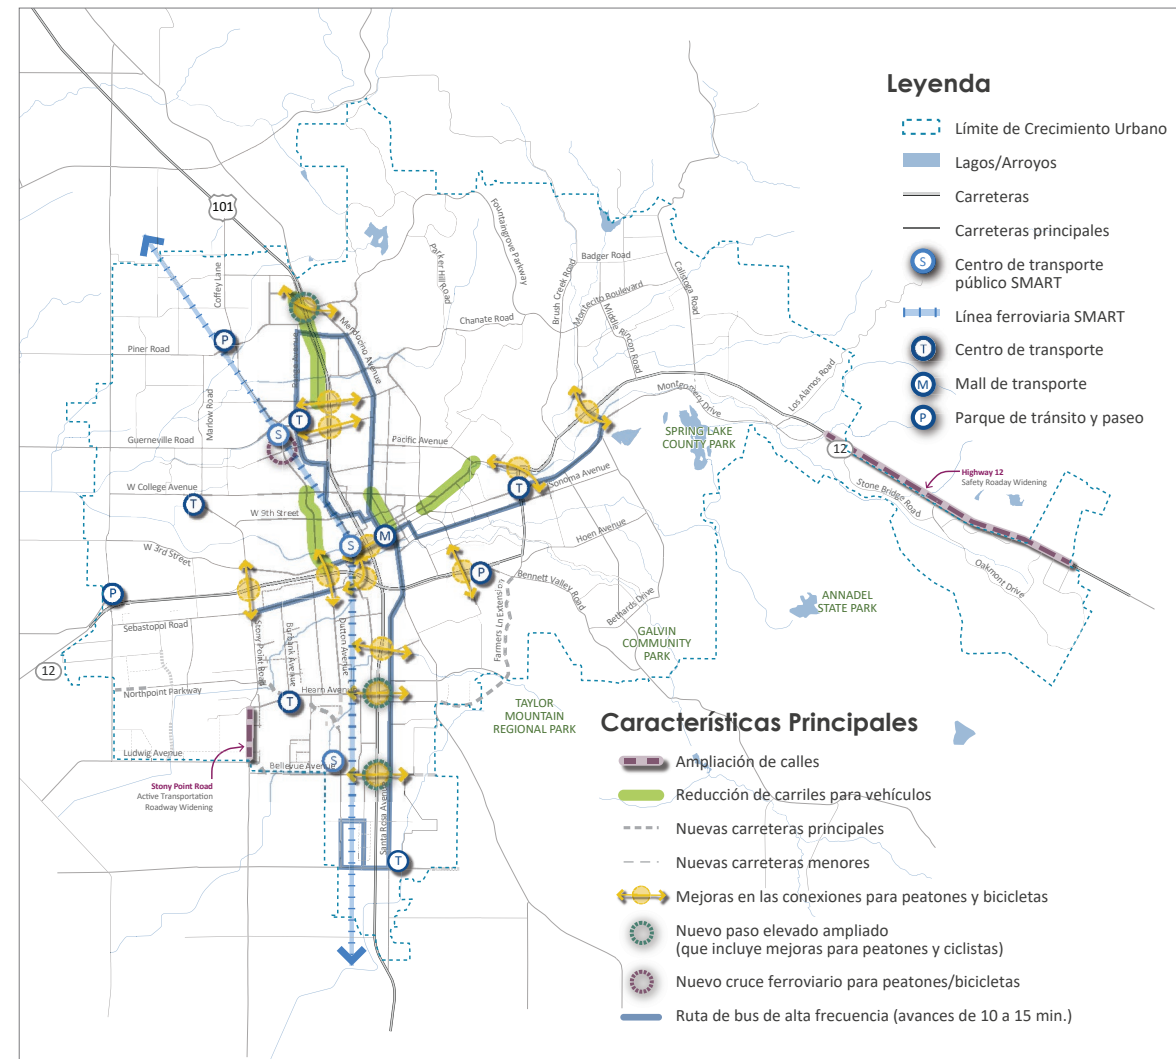 Leyenda
Límite de Crecimiento Urbano
Lagos/Arroyos
Carreteras
Carreteras principales
S
Centro de transporte
público SMART
Línea ferroviaria SMART
T
Centro de transporte
M
Mall de transporte
P
Parque de tránsito y paseo
101
Coffey Lane
Parker Hill Road
Fountaingrove Parkway
Brush Creek Road
Badger Road
Calistoga Road
Montecito Boulevard
Middle Rincon Road
Chanate Road
Mendocino Avenue
Piner Road
P
Marlow Road
Los Alamos Road
Montgomery Drive
SPRING LAKE
COUNTY PARK
Guerneville Road
T
S
Pacific Avenue
12
Highway 12
Safety Roaday Widening
Stone Bridge Road
Oakmont Drive
W College Avenue
T
W 9th Street
T
Sonoma Avenue
M
S
Hoen Avenue
W 3rd Street
P
P
Bennett Valley Road
Bethards Drive
ANNADEL
STATE PARK
Sebastopol Road
Stony Point Road
Burbank Avenue
Dutton Avenue
Farmers Ln Extension
GALVIN
COMMUNITY
PARK
12
Northpoint Parkway
Hearn Avenue
T
TAYLOR
MOUNTAIN
REGIONAL PARK
Ludwig Avenue
Bellevue Avenue
S
Stony Point Road
Active Transportation
Roadway Widening
Santa Rosa Avenue
T
Características Principales
Ampliación de calles
Reducción de carriles para vehículos
Nuevas carreteras principales
Nuevas carreteras menores
Mejoras en las conexiones para peatones y bicicletas
Nuevo paso elevado ampliado
(que incluye mejoras para peatones y ciclistas)
Nuevo cruce ferroviario para peatones/bicicletas
Ruta de bus de alta frecuencia (avances de 10 a 15 min.)